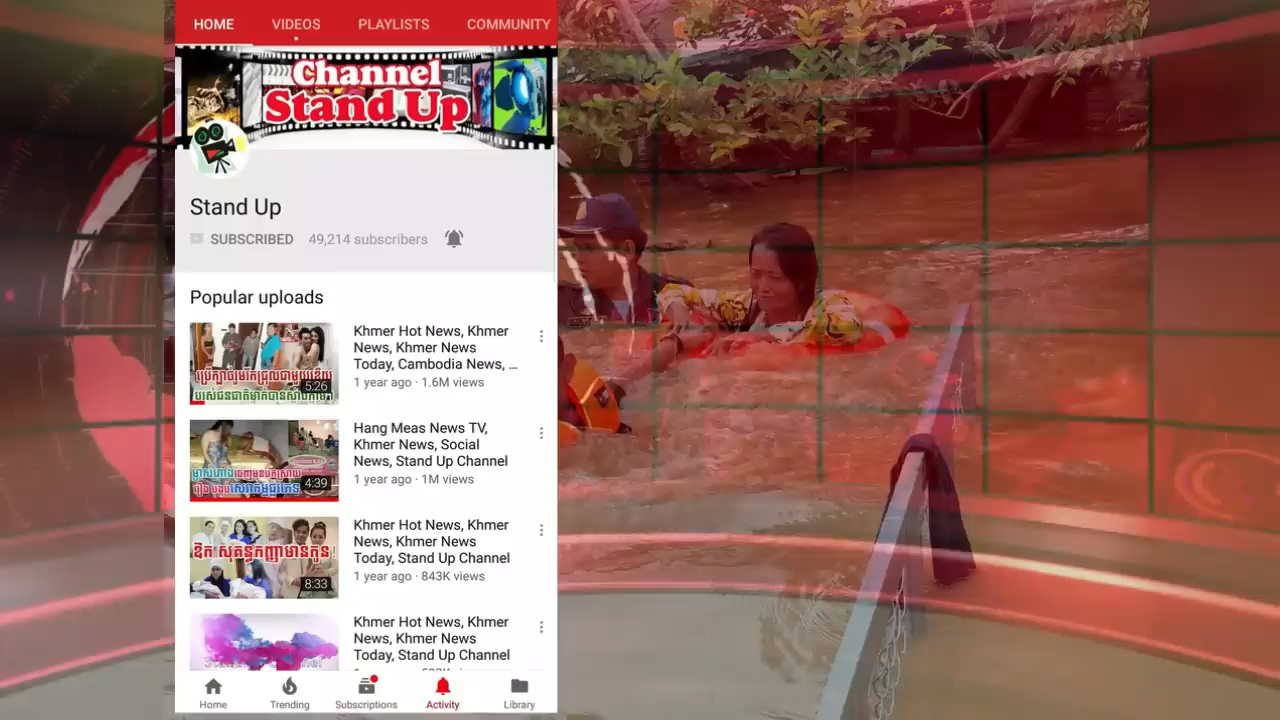 HOME VIDEOS PLAYLISTS COMMUNITY
Channel
Stand Up
Stand Up
SUBSCRIBED 49,214 subscribers
Popular uploads
Khmer Hot News, Khmer
News, Khmer News
Today, Cambodia News, ...
1 year ago · 1.6M views
5:26
Hang Meas News TV,
Khmer News, Social
News, Stand Up Channel
1 year ago · 1M views
4:39
Khmer Hot News, Khmer
News, Khmer News
Today, Stand Up Channel
1 year ago · 843K views
8:33
Khmer Hot News, Khmer
News, Khmer News
Today, Stand Up Channel
Home Trending Subscriptions Activity Library